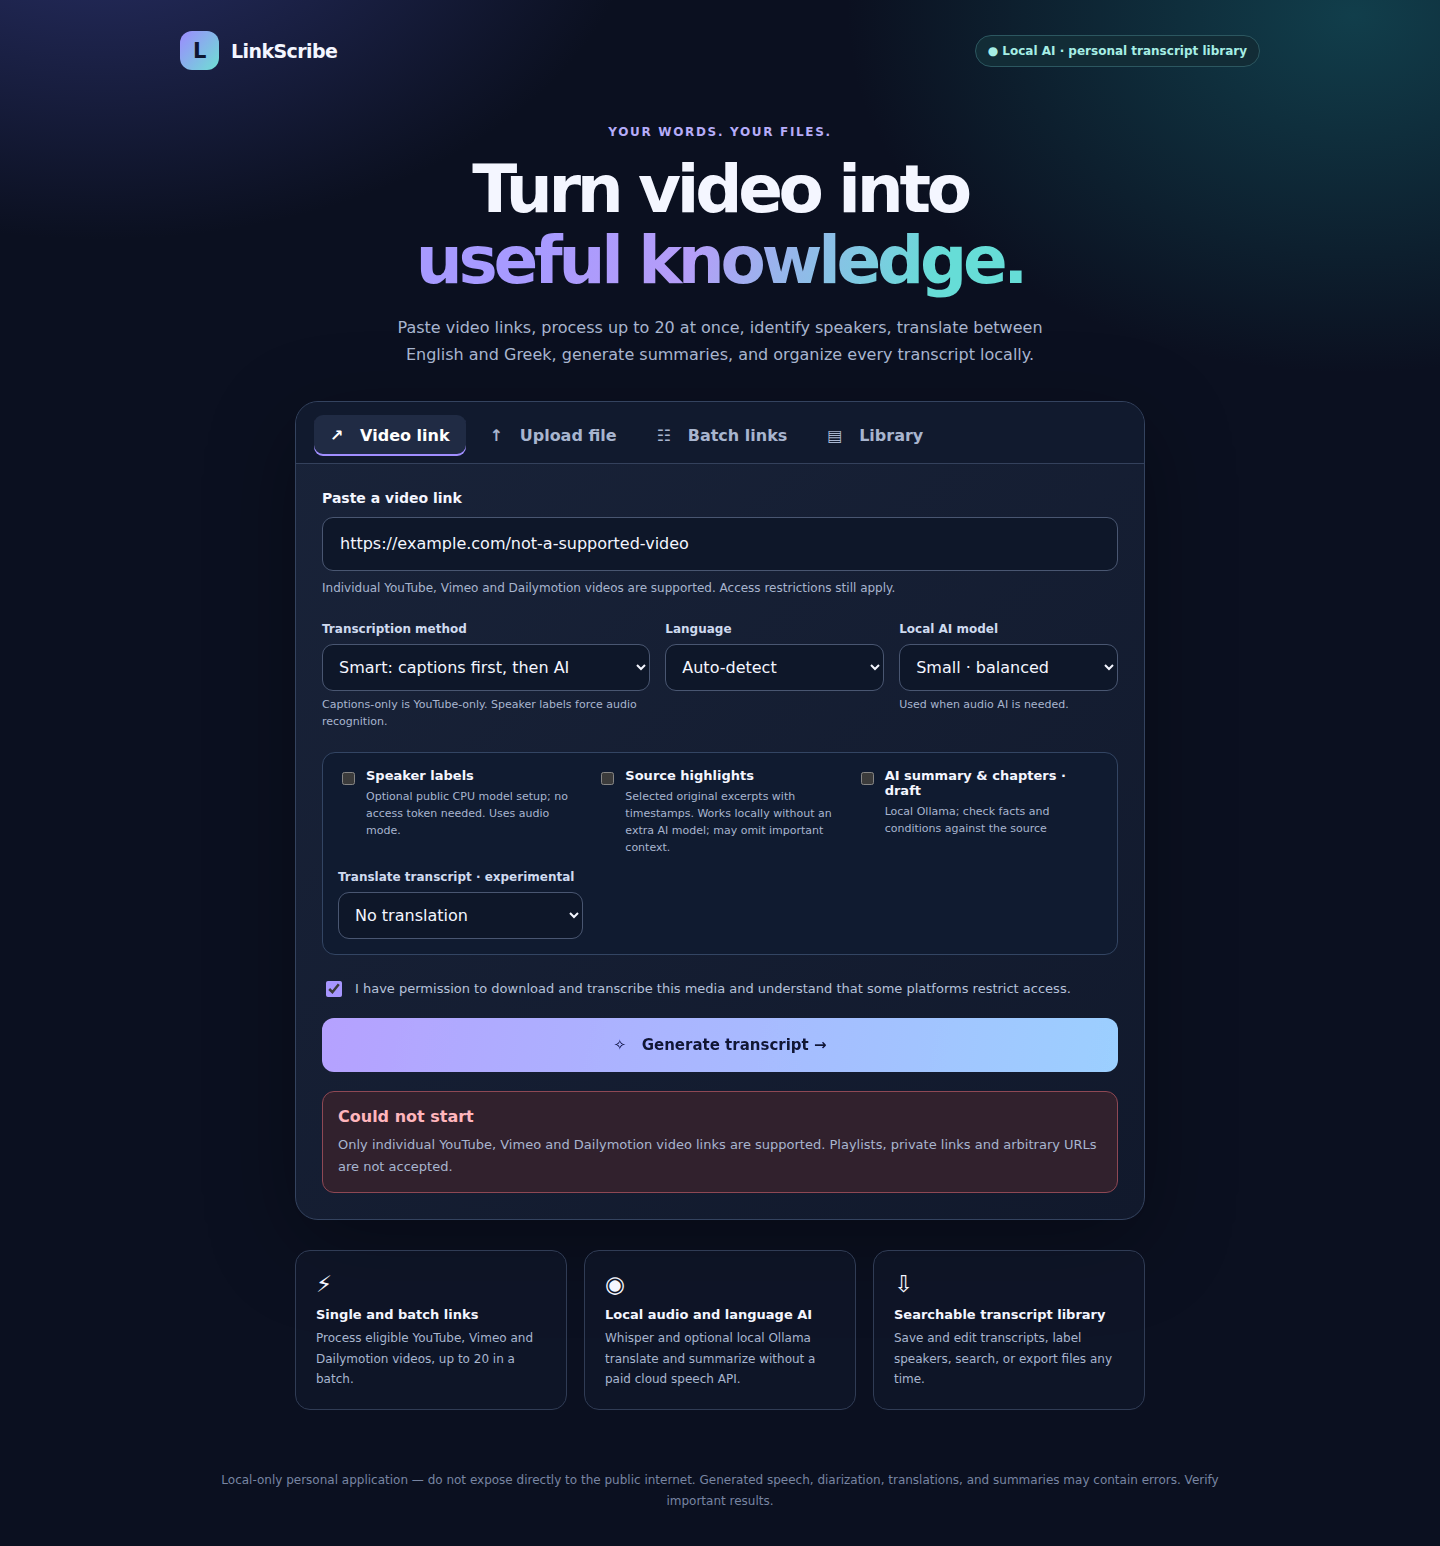 L LinkScribe
● Local AI · personal transcript library
YOUR WORDS. YOUR FILES.
Turn video into
useful knowledge.
Paste video links, process up to 20 at once, identify speakers, translate between
English and Greek, generate summaries, and organize every transcript locally.
↗ Video link
↑ Upload file
☷ Batch links
▤ Library
Paste a video link
https://example.com/not-a-supported-video
Individual YouTube, Vimeo and Dailymotion videos are supported. Access restrictions still apply.
Transcription method
Smart: captions first, then AI
Captions-only is YouTube-only. Speaker labels force audio
recognition.
Language
Auto-detect
Local AI model
Small · balanced
Used when audio AI is needed.
Speaker labels
Optional public CPU model setup; no
access token needed. Uses audio
mode.
Source highlights
Selected original excerpts with
timestamps. Works locally without an
extra AI model; may omit important
context.
AI summary & chapters ·
draft
Local Ollama; check facts and
conditions against the source
Translate transcript · experimental
No translation
I have permission to download and transcribe this media and understand that some platforms restrict access.
✧ Generate transcript →
Could not start
Only individual YouTube, Vimeo and Dailymotion video links are supported. Playlists, private links and arbitrary URLs
are not accepted.
⚡
Single and batch links
Process eligible YouTube, Vimeo and
Dailymotion videos, up to 20 in a
batch.
◉
Local audio and language AI
Whisper and optional local Ollama
translate and summarize without a
paid cloud speech API.
⇩
Searchable transcript library
Save and edit transcripts, label
speakers, search, or export files any
time.
Local-only personal application — do not expose directly to the public internet. Generated speech, diarization, translations, and summaries may contain errors. Verify
important results.